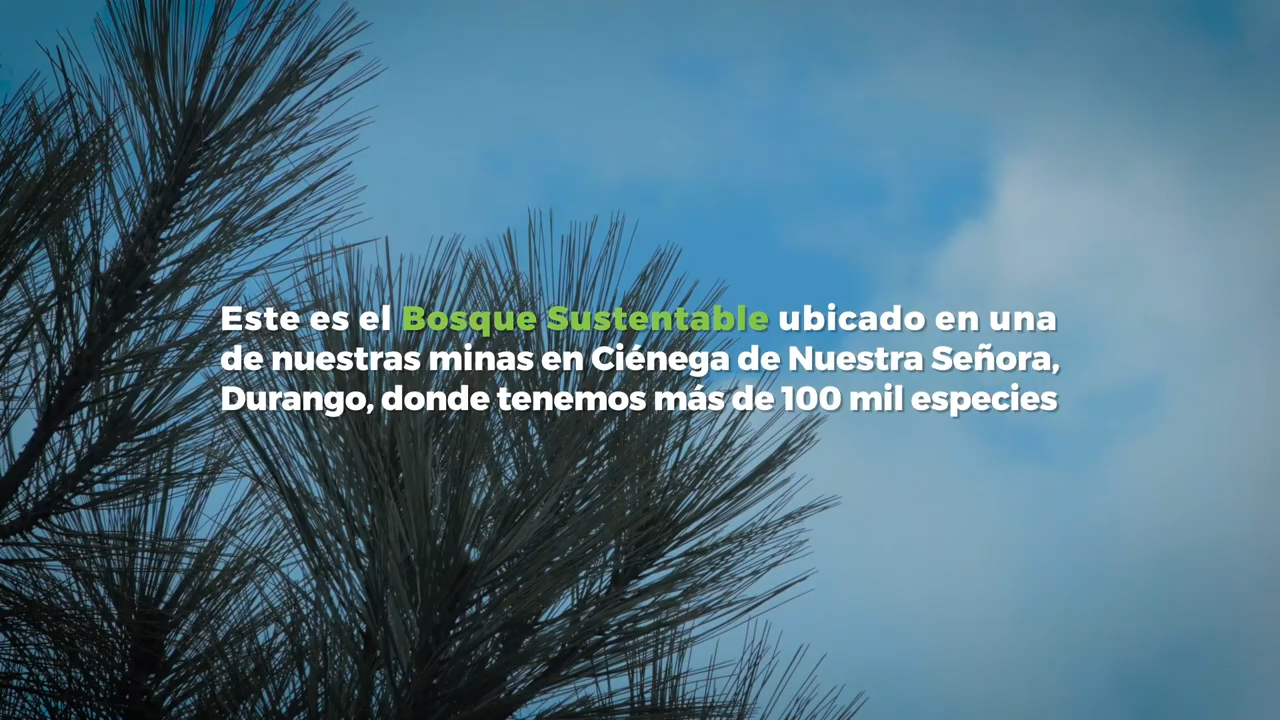 Este es el Bosque Sustentable ubicado en una
de nuestras minas en Ciénega de Nuestra Señora,
Durango, donde tenemos más de 100 mil especies